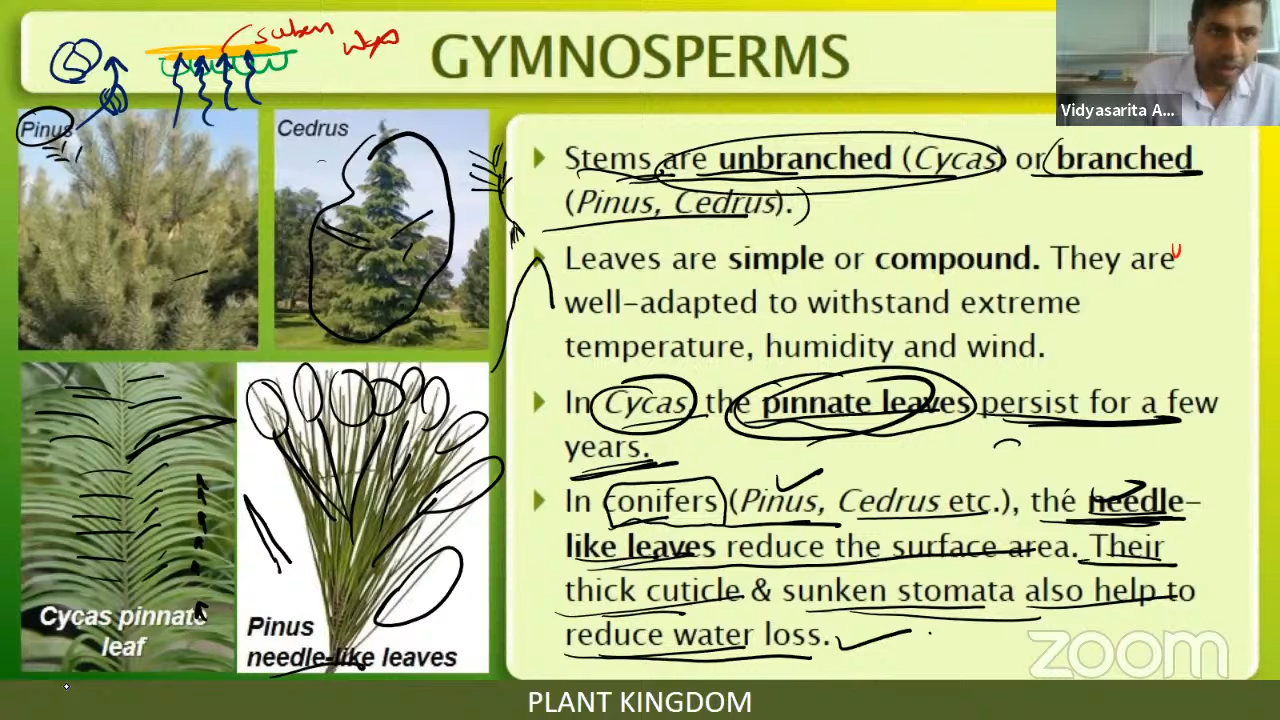 GYMNOSPERMS
Vidyasarita A...
Pinus
Cedrus
Stems are unbranched (Cycas) or branched
(Pinus, Cedrus).
Leaves are simple or compound. They are
well-adapted to withstand extreme
temperature, humidity and wind.
In Cycas the pinnate leaves persist for a few
years.
In conifers (Pinus, Cedrus etc.), the needle-
like leaves reduce the surface area. Their
thick cuticle & sunken stomata also help to
reduce water loss.
Cycas pinnate
leaf
Pinus
needle-like leaves
zoom
PLANT KINGDOM